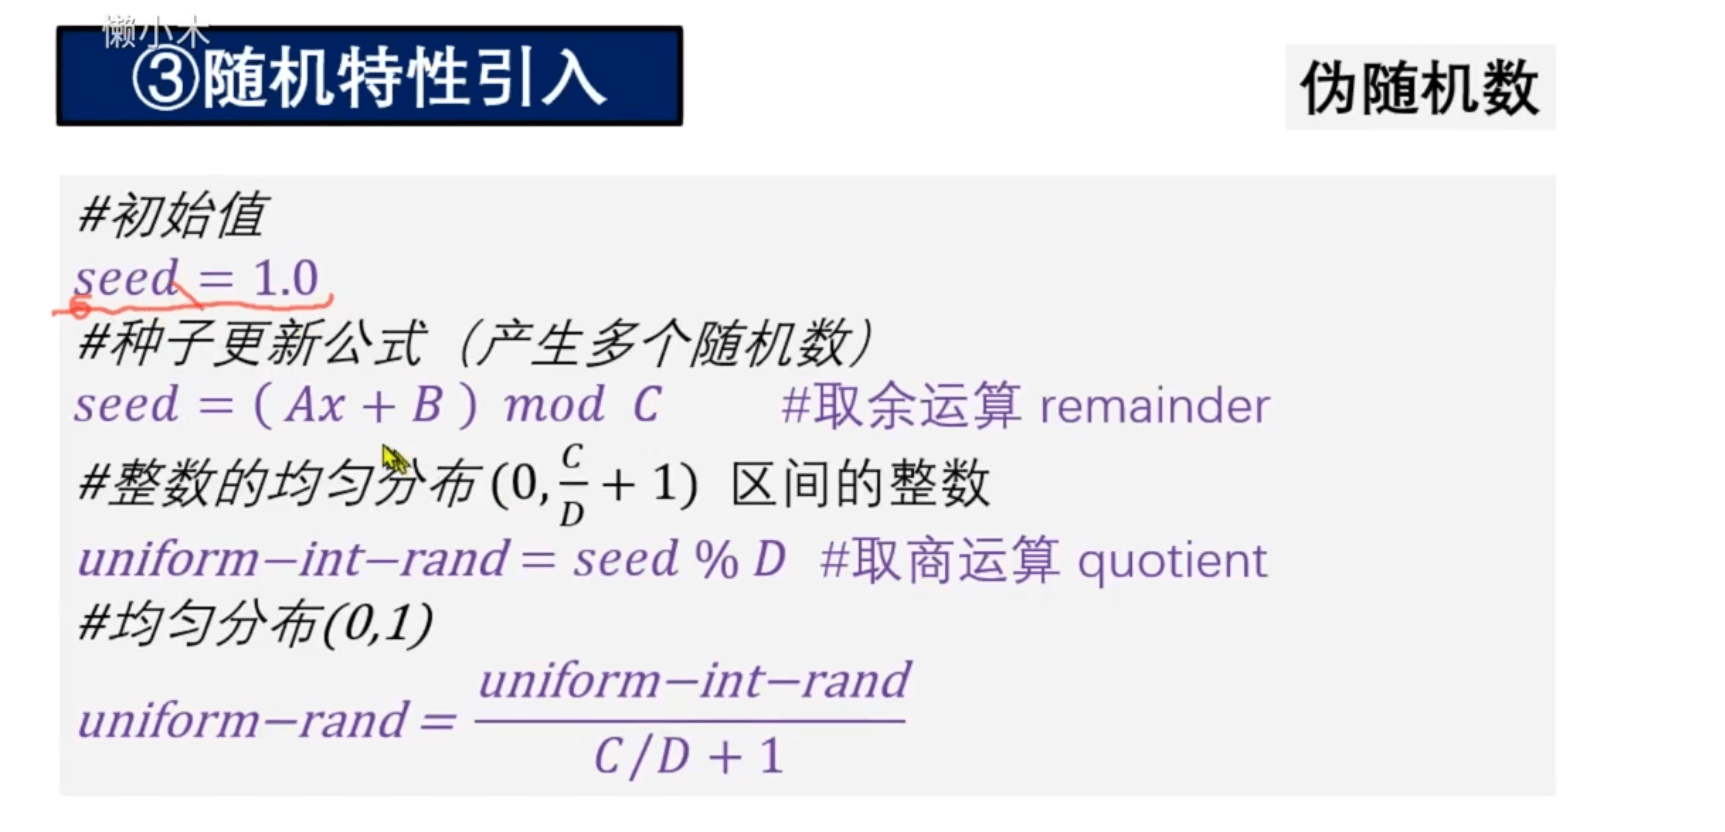 懒小木
③随机特性引入
伪随机数
#初始值
seed = 1.0
#种子更新公式（产生多个随机数）
seed = ( Ax + B ) mod C #取余运算 remainder
#整数的均匀分布(0, C/D + 1) 区间的整数
uniform−int−rand = seed % D #取商运算 quotient
#均匀分布(0,1)
uniform−rand = uniform−int−rand / C/D + 1